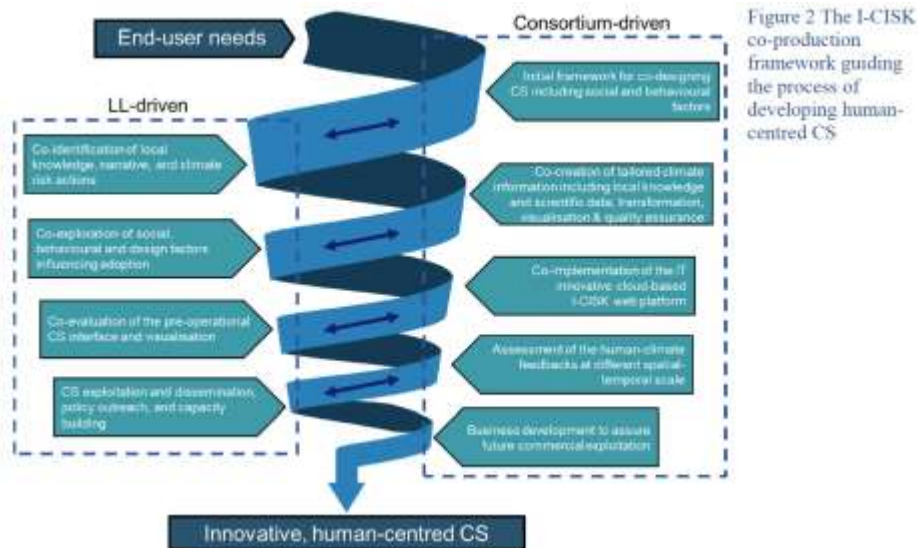 End-user needs
Consortium-driven
Figure 2 The I-CISK
co-production
framework guiding
the process of
developing human-
centred CS
Initial framework for co-designing
CS including social and behavioural
factors
LL-driven
Co-identification of local
knowledge, narrative, and climate
risk actions
Co-creation of tailored climate
information including local knowledge
and scientific data; transformation,
visualisation & quality assurance
Co-exploration of social,
behavioural and design factors
influencing adoption
Co-implementation of the IT
innovative cloud-based
I-CISK web platform
Co-evaluation of the pre-operational
CS interface and visualisation
Assessment of the human-climate
feedbacks at different spatial-
temporal scale
CS exploitation and dissemination,
policy outreach, and capacity
building
Business development to assure
future commercial exploitation
Innovative, human-centred CS